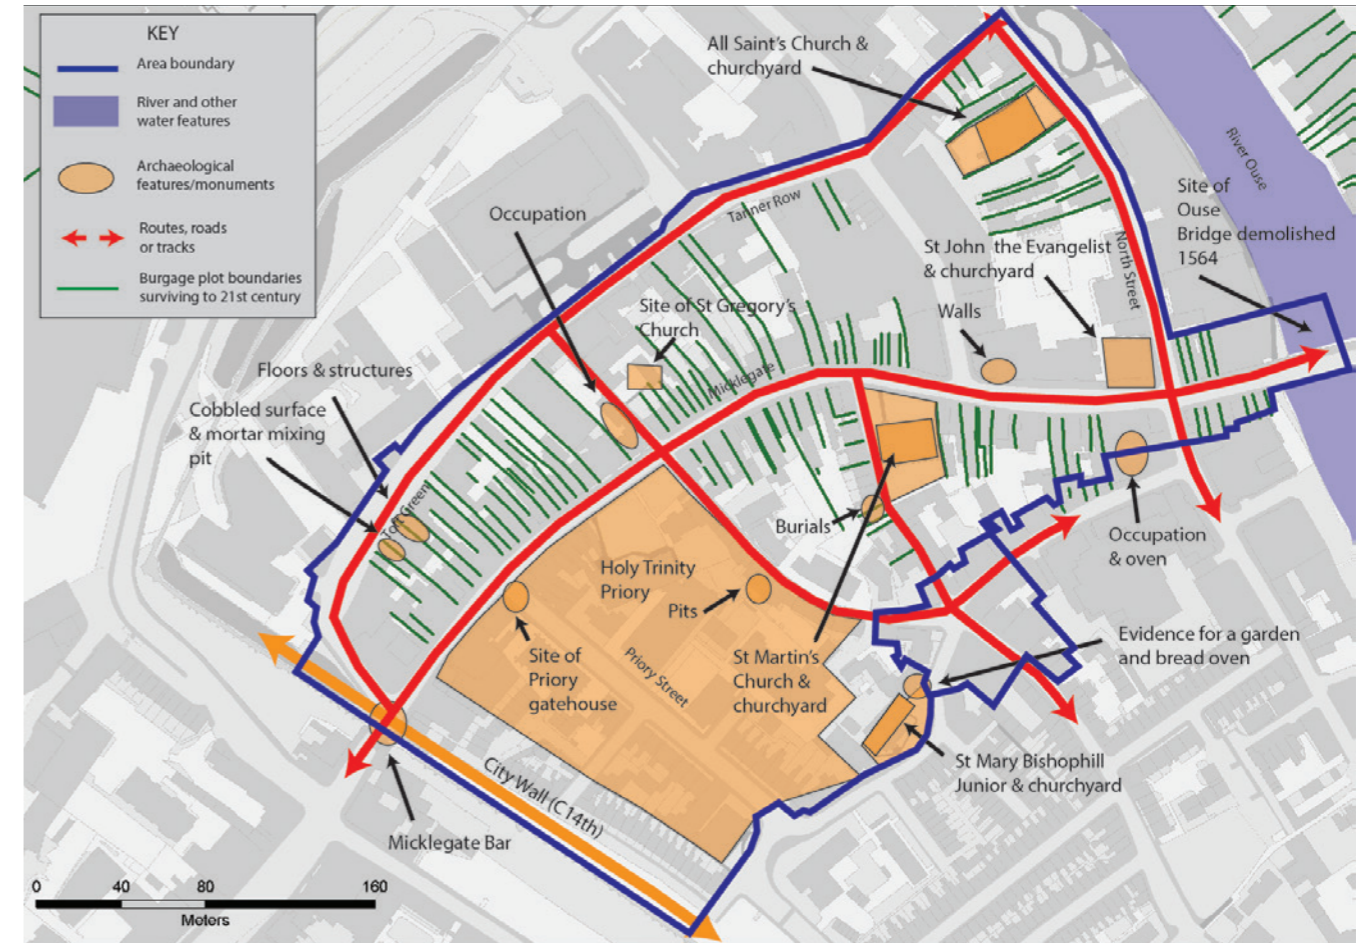 KEY
Area boundary
River and other
water features
Archaeological
features/monuments
Routes, roads
or tracks
Burgage plot boundaries
surviving to 21st century
All Saint's Church &
churchyard
River Ouse
Site of
Ouse
Bridge demolished
1564
Tanner Row
Occupation
St John the Evangelist
& churchyard
North Street
Site of St Gregory's
Church
Walls
Floors & structures
Micklegate
Cobbled surface
& mortar mixing
pit
Toft Green
Burials
Occupation
& oven
Holy Trinity
Priory
Pits
Evidence for a garden
and bread oven
Site of
Priory
gatehouse
Priory Street
St Martin's
Church &
churchyard
St Mary Bishophill
Junior & churchyard
City Wall (C14th)
Micklegate Bar
0 40 80 160
Meters